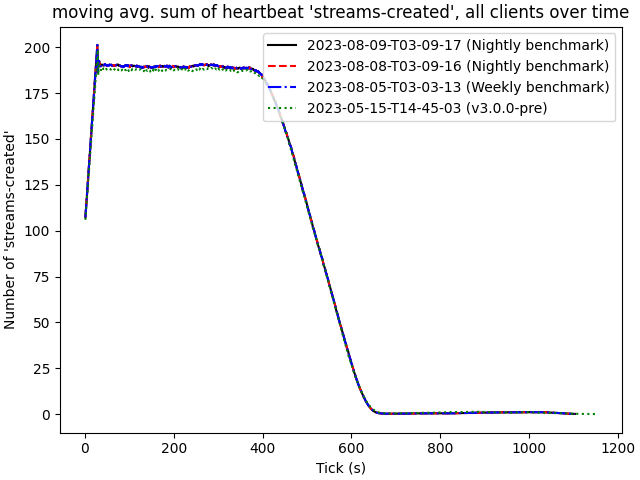 moving avg. sum of heartbeat 'streams-created', all clients over time
Number of 'streams-created'
200
175
150
125
100
75
50
25
0
2023-08-09-T03-09-17 (Nightly benchmark)
2023-08-08-T03-09-16 (Nightly benchmark)
2023-08-05-T03-03-13 (Weekly benchmark)
2023-05-15-T14-45-03 (v3.0.0-pre)
0 200 400 600 800 1000 1200
Tick (s)